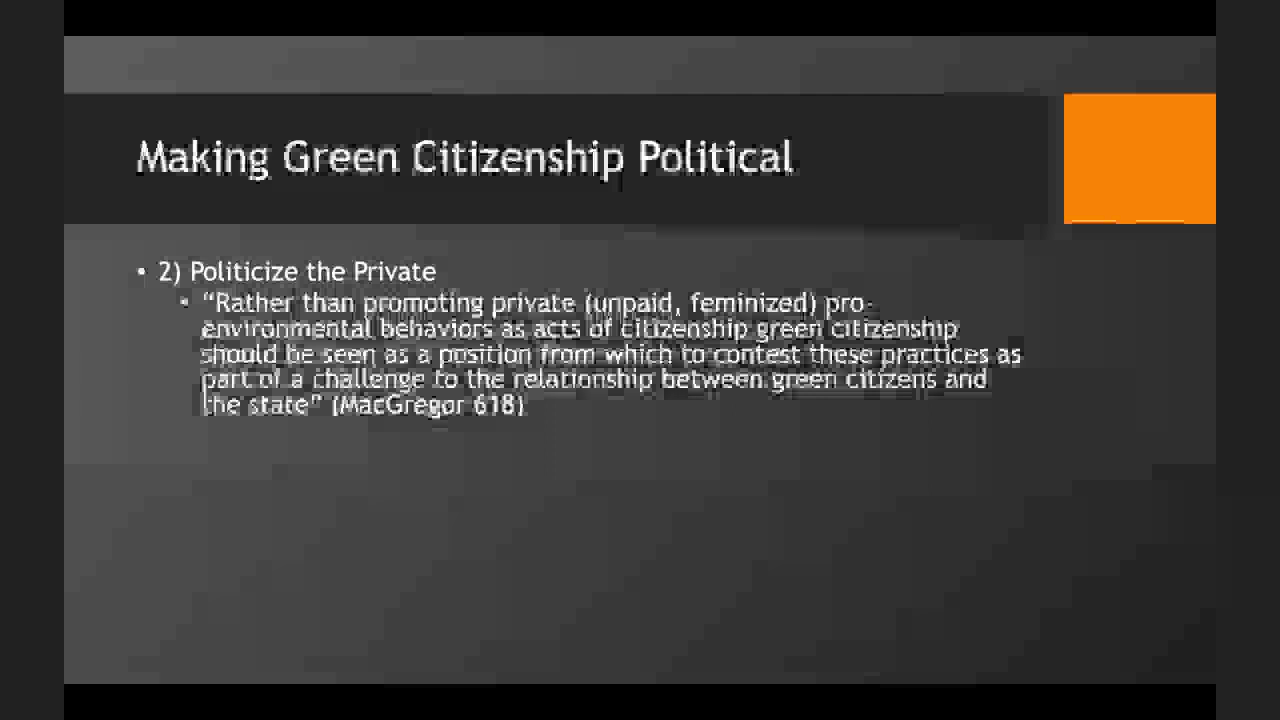 Making Green Citizenship Political
• 2) Politicize the Private
• “Rather than promoting private (unpaid, feminized) pro-
environmental behaviors as acts of citizenship green citizenship
should be seen as a position from which to contest these practices as
part of a challenge to the relationship between green citizens and
the state” (MacGregor 618)